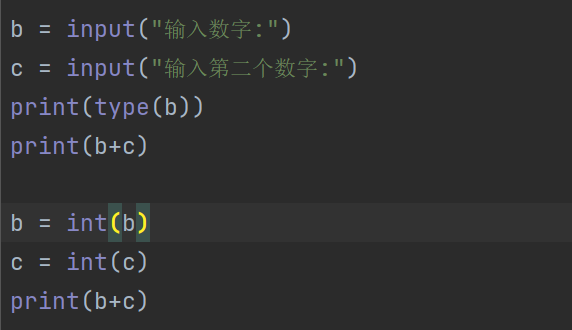 b = input("输入数字:")
c = input("输入第二个数字:")
print(type(b))
print(b+c)
b = int(b)
c = int(c)
print(b+c)